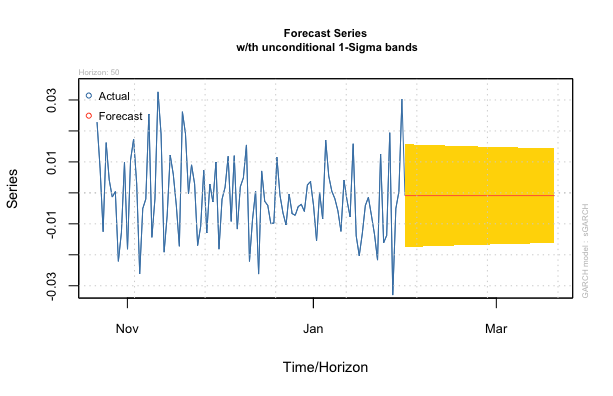 Forecast Series
w/th unconditional 1-Sigma bands
Horizon: 50
Actual
Forecast
0.03
0.01
-0.01
-0.03
Series
Nov
Jan
Mar
Time/Horizon
GARCH model : sGARCH